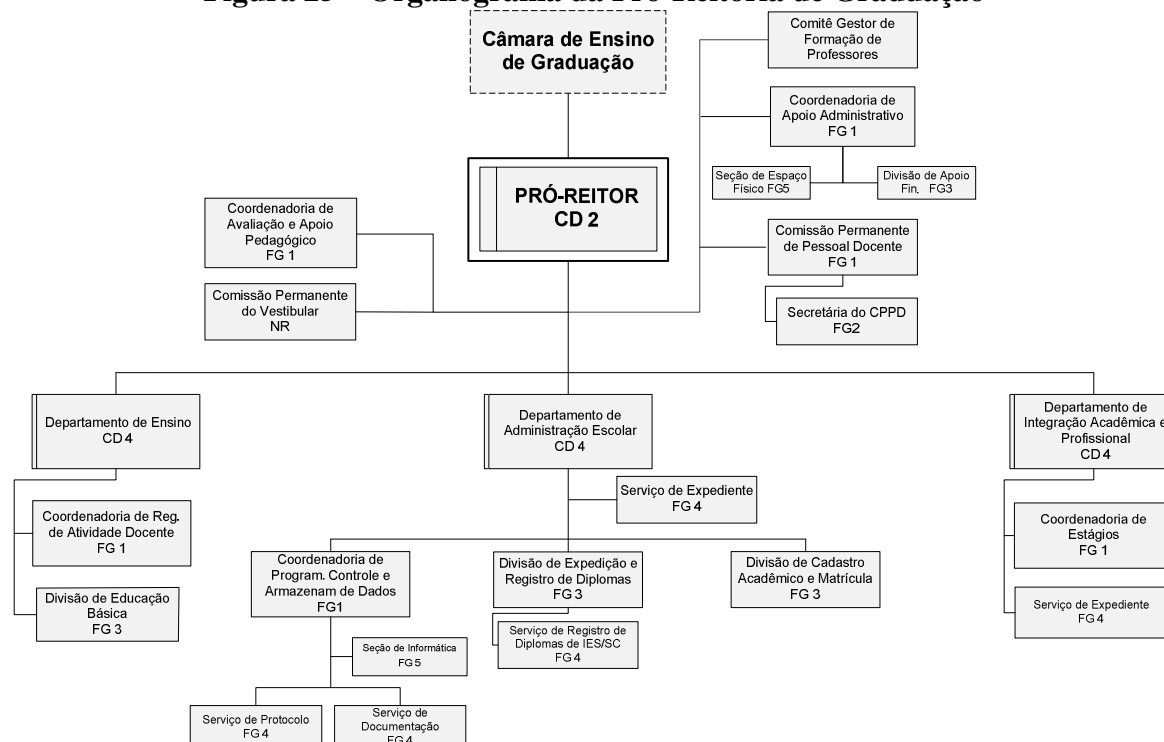 Figura 25 – Organograma da Pró-Reitoria de Graduação
Câmara de Ensino
de Graduação
Comitê Gestor de
Formação de
Professores
Coordenadoria de
Apoio Administrativo
FG 1
Seção de Espaço
Físico FG5
Divisão de Apoio
Fin. FG3
PRÓ-REITOR
CD 2
Coordenadoria de
Avaliação e Apoio
Pedagógico
FG 1
Comissão Permanente
de Pessoal Docente
FG 1
Comissão Permanente
do Vestibular
NR
Secretária do CPPD
FG2
Departamento de Ensino
CD 4
Departamento de
Administração Escolar
CD 4
Departamento de
Integração Acadêmica e
Profissional
CD 4
Serviço de Expediente
FG 4
Coordenadoria de Reg.
de Atividade Docente
FG 1
Coordenadoria de
Estágios
FG 1
Coordenadoria de
Program. Controle e
Armazenam de Dados
FG1
Divisão de Expedição e
Registro de Diplomas
FG 3
Divisão de Cadastro
Acadêmico e Matrícula
FG 3
Divisão de Educação
Básica
FG 3
Serviço de Expediente
FG 4
Serviço de Registro de
Diplomas de IES/SC
FG 4
Seção de Informática
FG 5
Serviço de Protocolo
FG 4
Serviço de
Documentação
FG 4